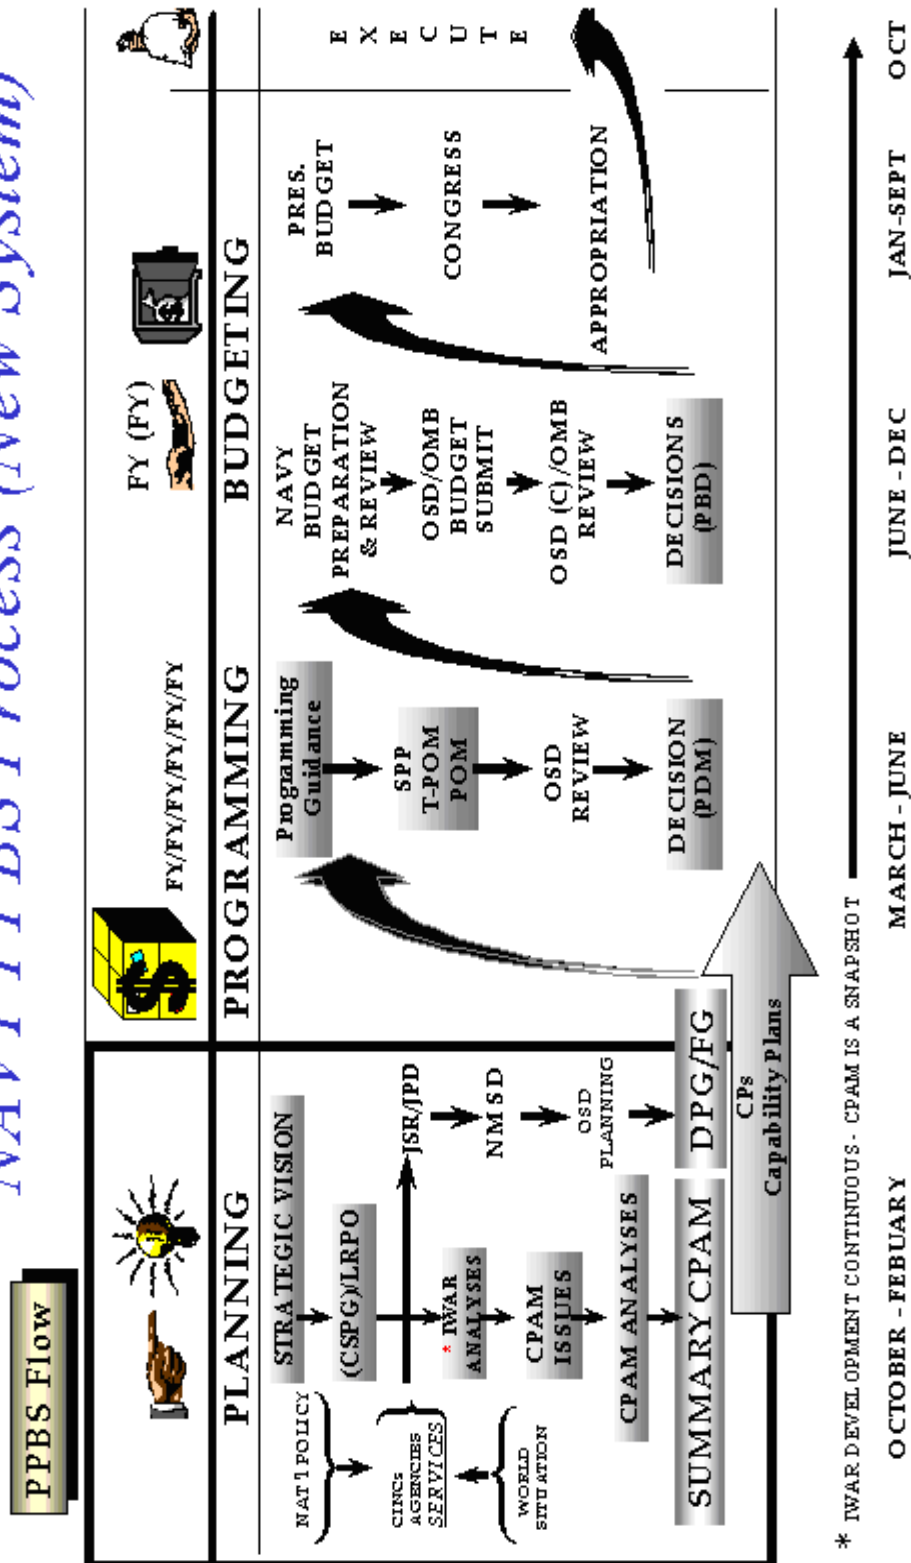 NAVY PPBS Process (New System)
PPBS Flow
FY/FY/FY/FY/FY/FY
FY (FY)
PLANNING
PROGRAMMING
BUDGETING
NAT'L POLICY
CINCs
AGENCIES
SERVICES
WORLD
SITUATION
STRATEGIC VISION
(CSPG)/LRPO
* IWAR
ANALYSES
CPAM
ISSUES
CPAM ANALYSES
SUMMARY CPAM
JSR/JPD
NMSD
OSD
PLANNING
DPG/FG
CPs
Capability Plans
Programming
Guidance
SPP
T-POM
POM
OSD
REVIEW
DECISION
(PDM)
NAVY
BUDGET
PREPARATION
& REVIEW
OSD/OMB
BUDGET
SUBMIT
OSD (C)/OMB
REVIEW
DECISIONS
(PBD)
PRES.
BUDGET
CONGRESS
APPROPRIATION
E
X
E
C
U
T
E
* IWAR DEVELOPMENT CONTINUOUS - CPAM IS A SNAPSHOT
OCTOBER - FEBUARY
MARCH - JUNE
JUNE - DEC
JAN-SEPT
OCT